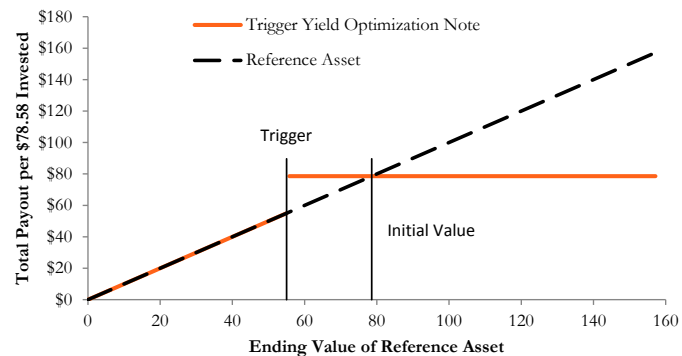 Total Payout per $78.58 Invested
$180
$160
$140
$120
$100
$80
$60
$40
$20
$0
Trigger Yield Optimization Note
Reference Asset
Trigger
Initial Value
0 20 40 60 80 100 120 140 160
Ending Value of Reference Asset